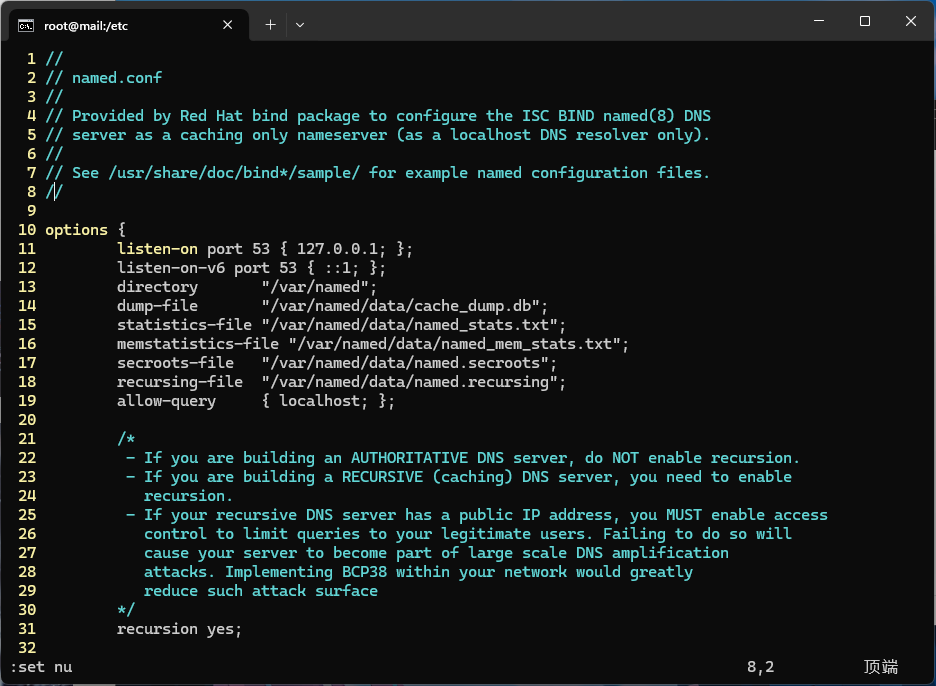 root@mail:/etc
1 //
2 // named.conf
3 //
4 // Provided by Red Hat bind package to configure the ISC BIND named(8) DNS
5 // server as a caching only nameserver (as a localhost DNS resolver only).
6 //
7 // See /usr/share/doc/bind*/sample/ for example named configuration files.
8 //
9
10 options {
11         listen-on port 53 { 127.0.0.1; };
12         listen-on-v6 port 53 { ::1; };
13         directory       "/var/named";
14         dump-file       "/var/named/data/cache_dump.db";
15         statistics-file "/var/named/data/named_stats.txt";
16         memstatistics-file "/var/named/data/named_mem_stats.txt";
17         secroots-file   "/var/named/data/named.secroots";
18         recursing-file  "/var/named/data/named.recursing";
19         allow-query     { localhost; };
20
21         /*
22          - If you are building an AUTHORITATIVE DNS server, do NOT enable recursion.
23          - If you are building a RECURSIVE (caching) DNS server, you need to enable
24            recursion.
25          - If your recursive DNS server has a public IP address, you MUST enable access
26            control to limit queries to your legitimate users. Failing to do so will
27            cause your server to become part of large scale DNS amplification
28            attacks. Implementing BCP38 within your network would greatly
29            reduce such attack surface
30         */
31         recursion yes;
32
:set nu 8,2 顶端